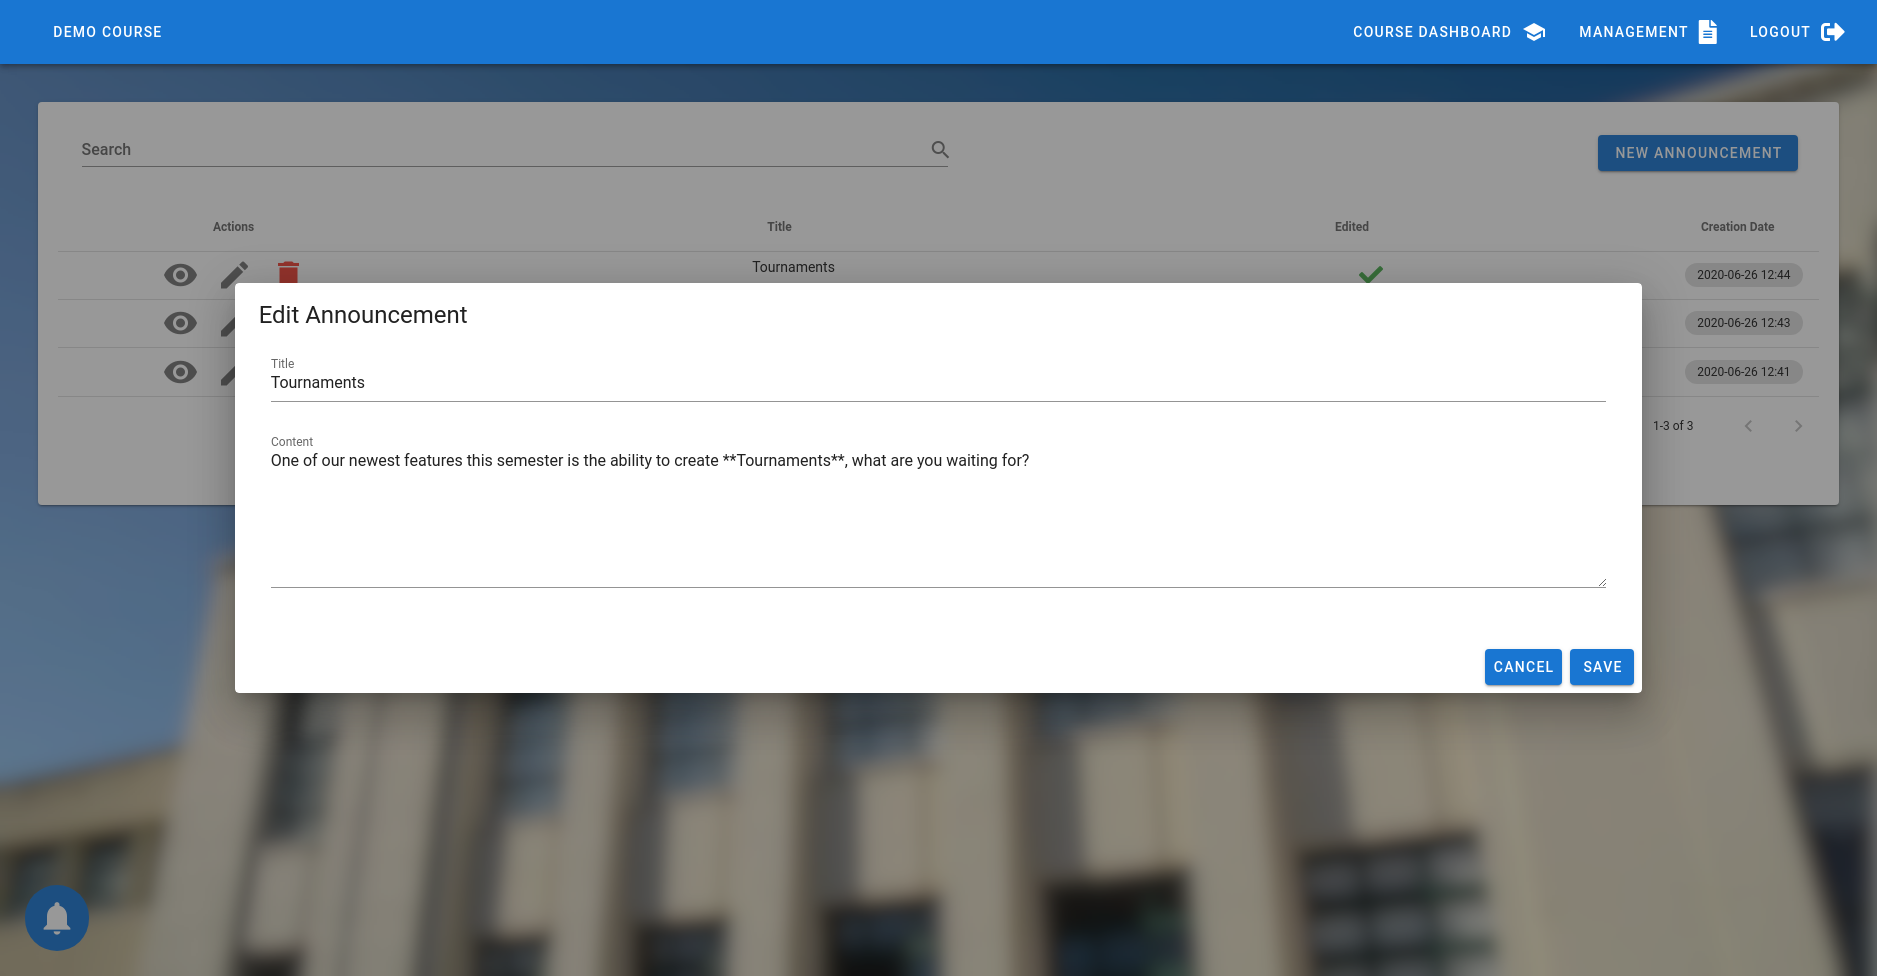 DEMO COURSE
COURSE DASHBOARD MANAGEMENT LOGOUT
Search
NEW ANNOUNCEMENT
Actions Title Edited Creation Date
Tournaments 2020-06-26 12:44
2020-06-26 12:43
2020-06-26 12:41
1-3 of 3
Edit Announcement
Title
Tournaments
Content
One of our newest features this semester is the ability to create **Tournaments**, what are you waiting for?
CANCEL SAVE